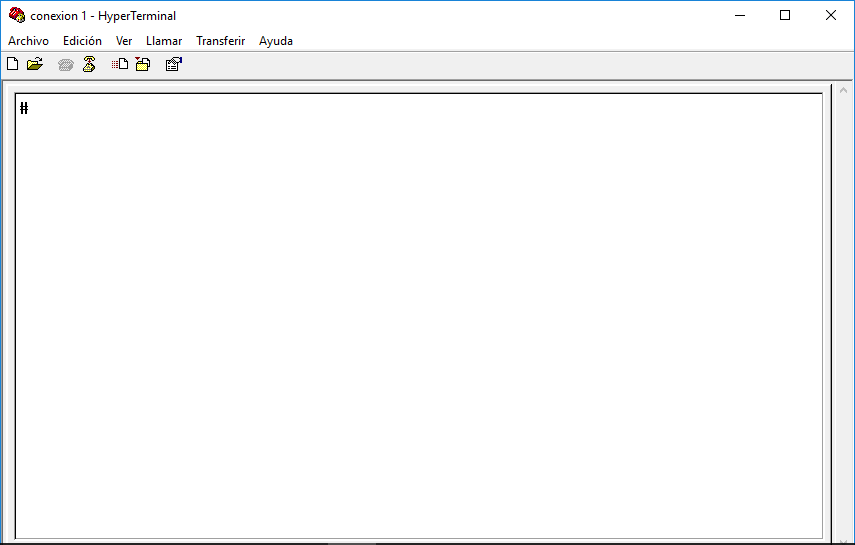 conexion 1 - HyperTerminal
Archivo Edición Ver Llamar Transferir Ayuda
#